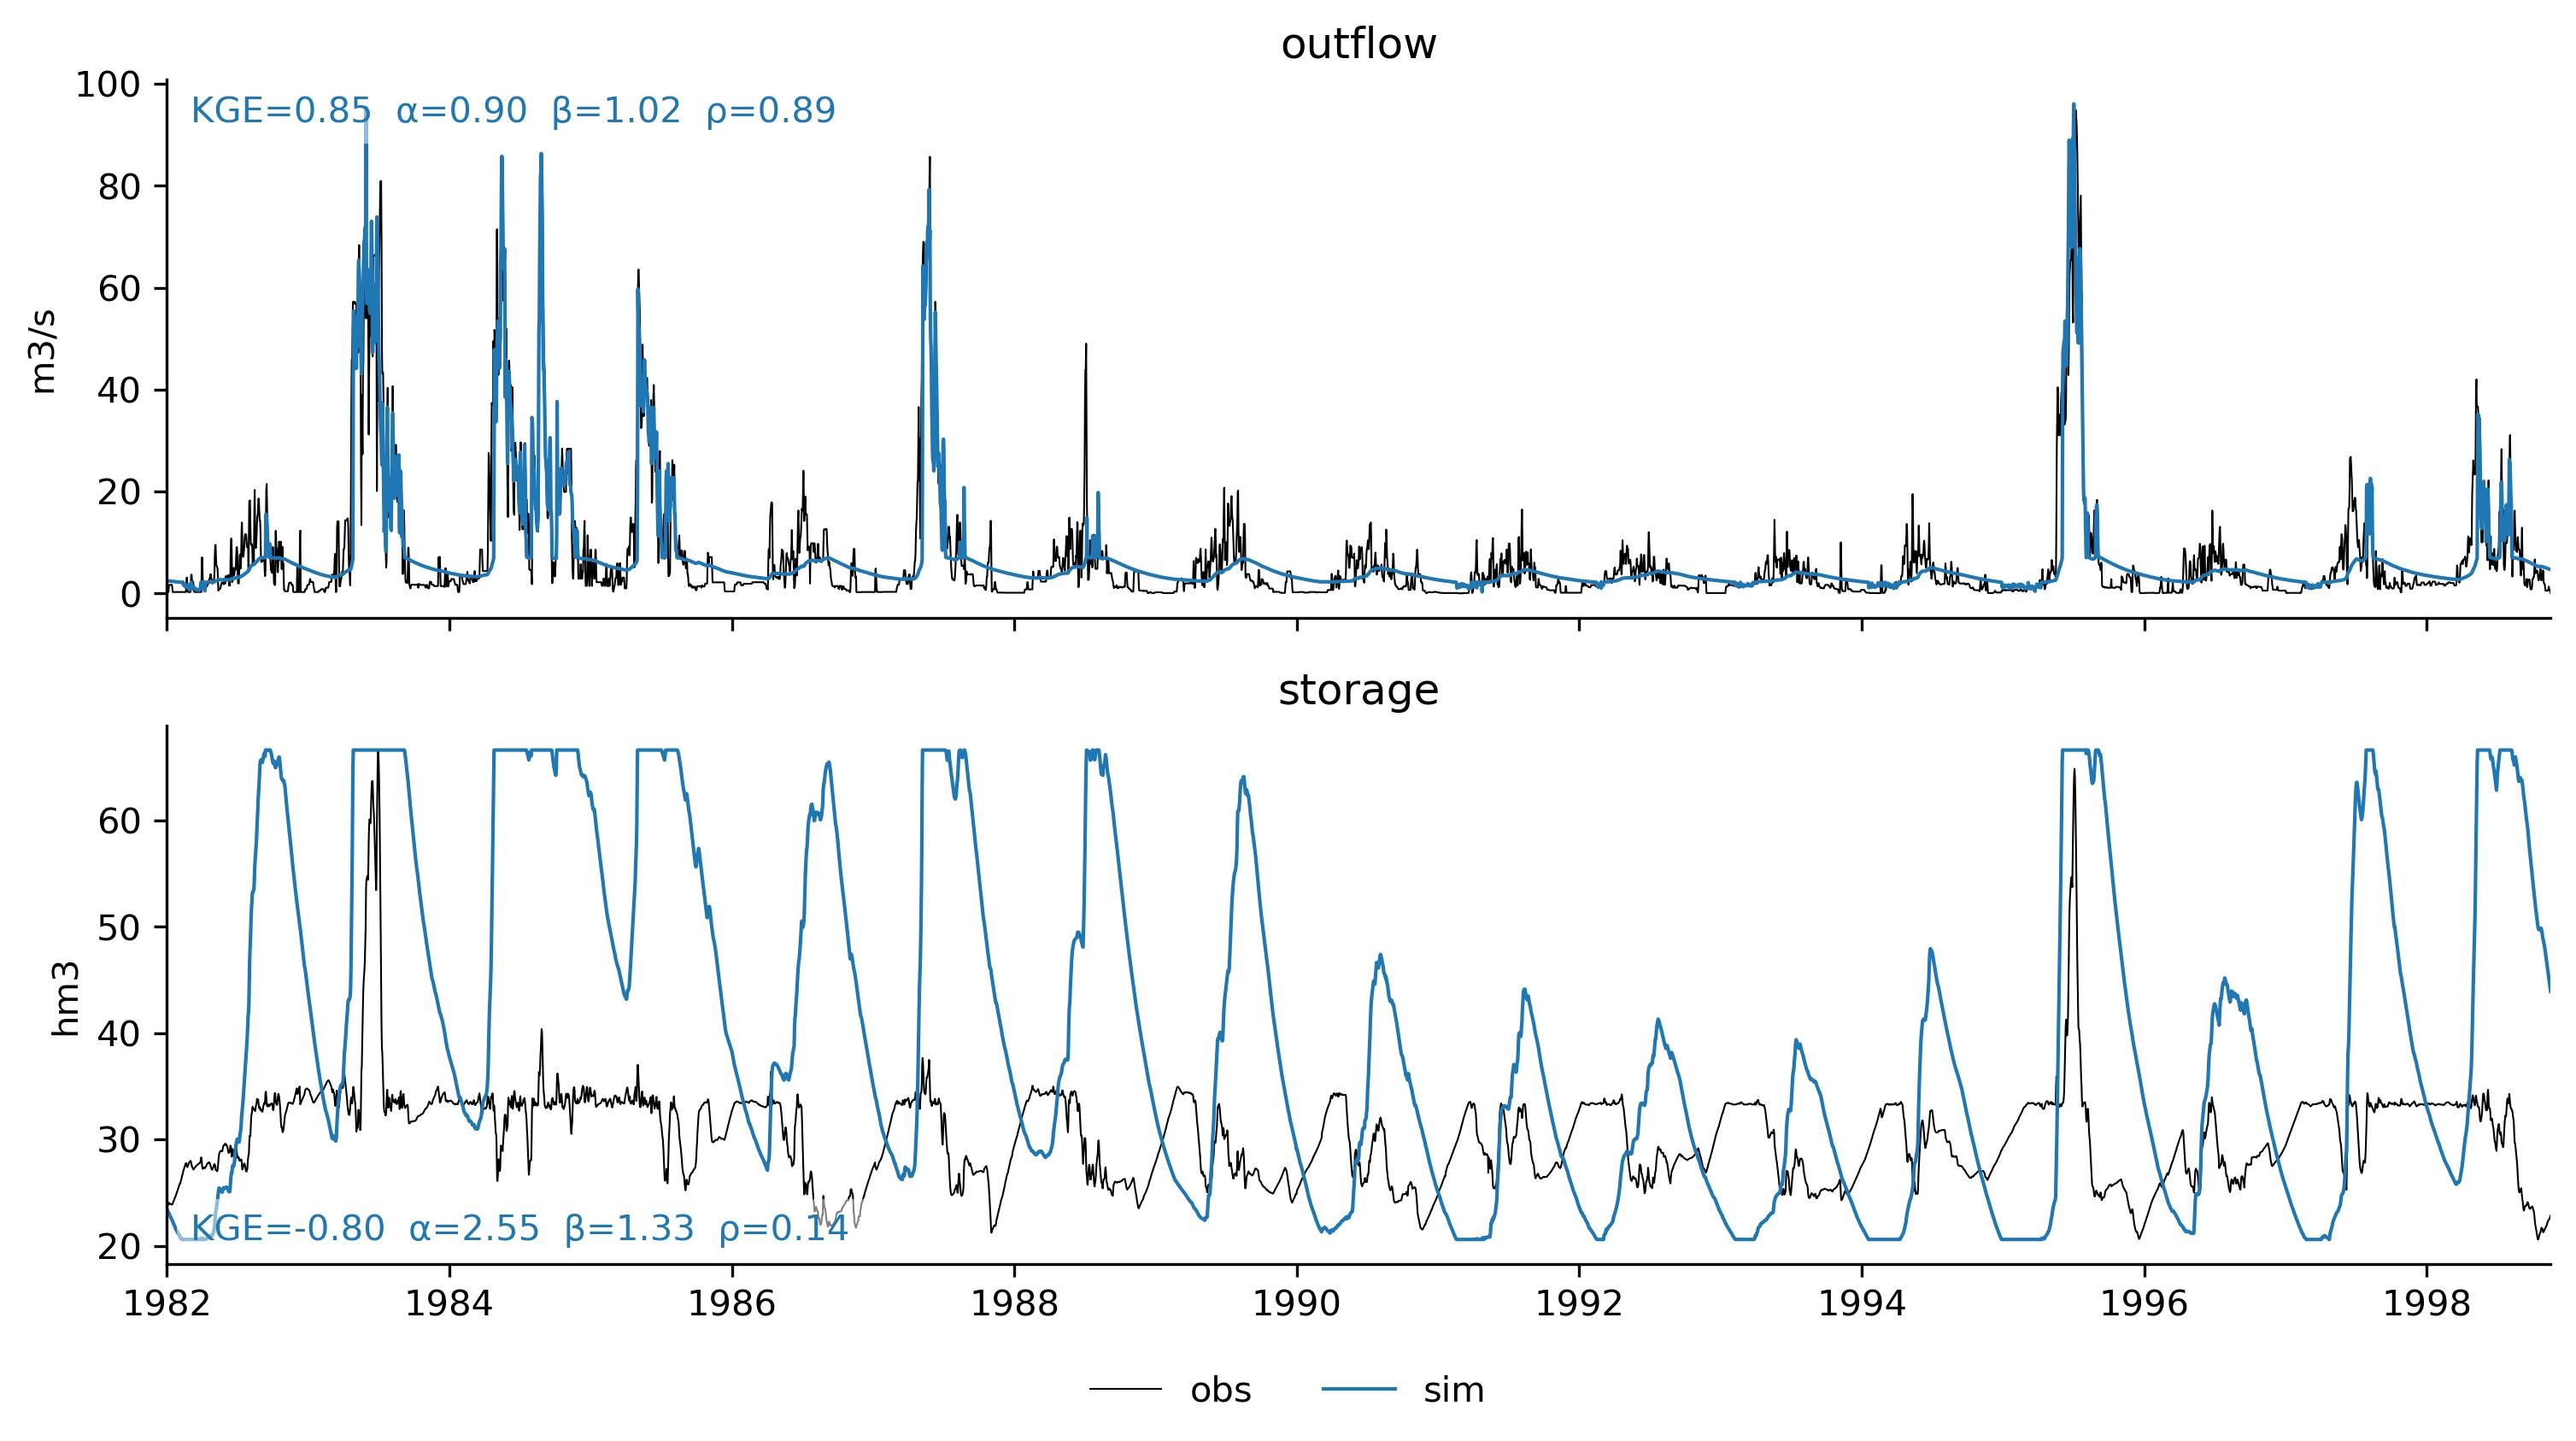 outflow
100
KGE=0.85 α=0.90 β=1.02 ρ=0.89
80
60
m3/s
40
20
0
storage
60
50
40
hm3
30
KGE=-0.80 α=2.55 β=1.33 ρ=0.14
20
1982 1984 1986 1988 1990 1992 1994 1996 1998
obs sim